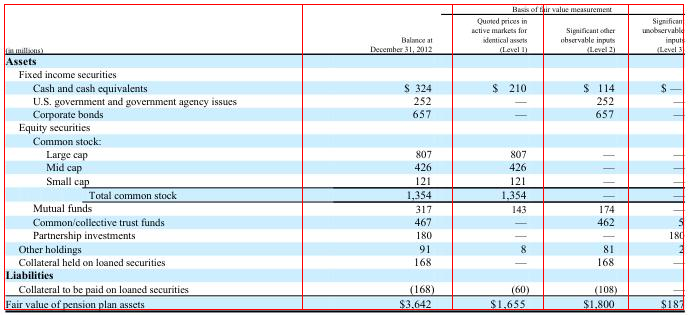 Basis of fair value measurement
(in millions) Balance at December 31, 2012 Quoted prices in active markets for identical assets (Level 1) Significant other observable inputs (Level 2) Significant unobservable inputs (Level 3)
Assets
Fixed income securities
Cash and cash equivalents $ 324 $ 210 $ 114 $ —
U.S. government and government agency issues 252 — 252 —
Corporate bonds 657 — 657 —
Equity securities
Common stock:
Large cap 807 807 — —
Mid cap 426 426 — —
Small cap 121 121 — —
Total common stock 1,354 1,354 — —
Mutual funds 317 143 174 —
Common/collective trust funds 467 — 462 5
Partnership investments 180 — — 180
Other holdings 91 8 81 2
Collateral held on loaned securities 168 — 168 —
Liabilities
Collateral to be paid on loaned securities (168) (60) (108) —
Fair value of pension plan assets $3,642 $1,655 $1,800 $187